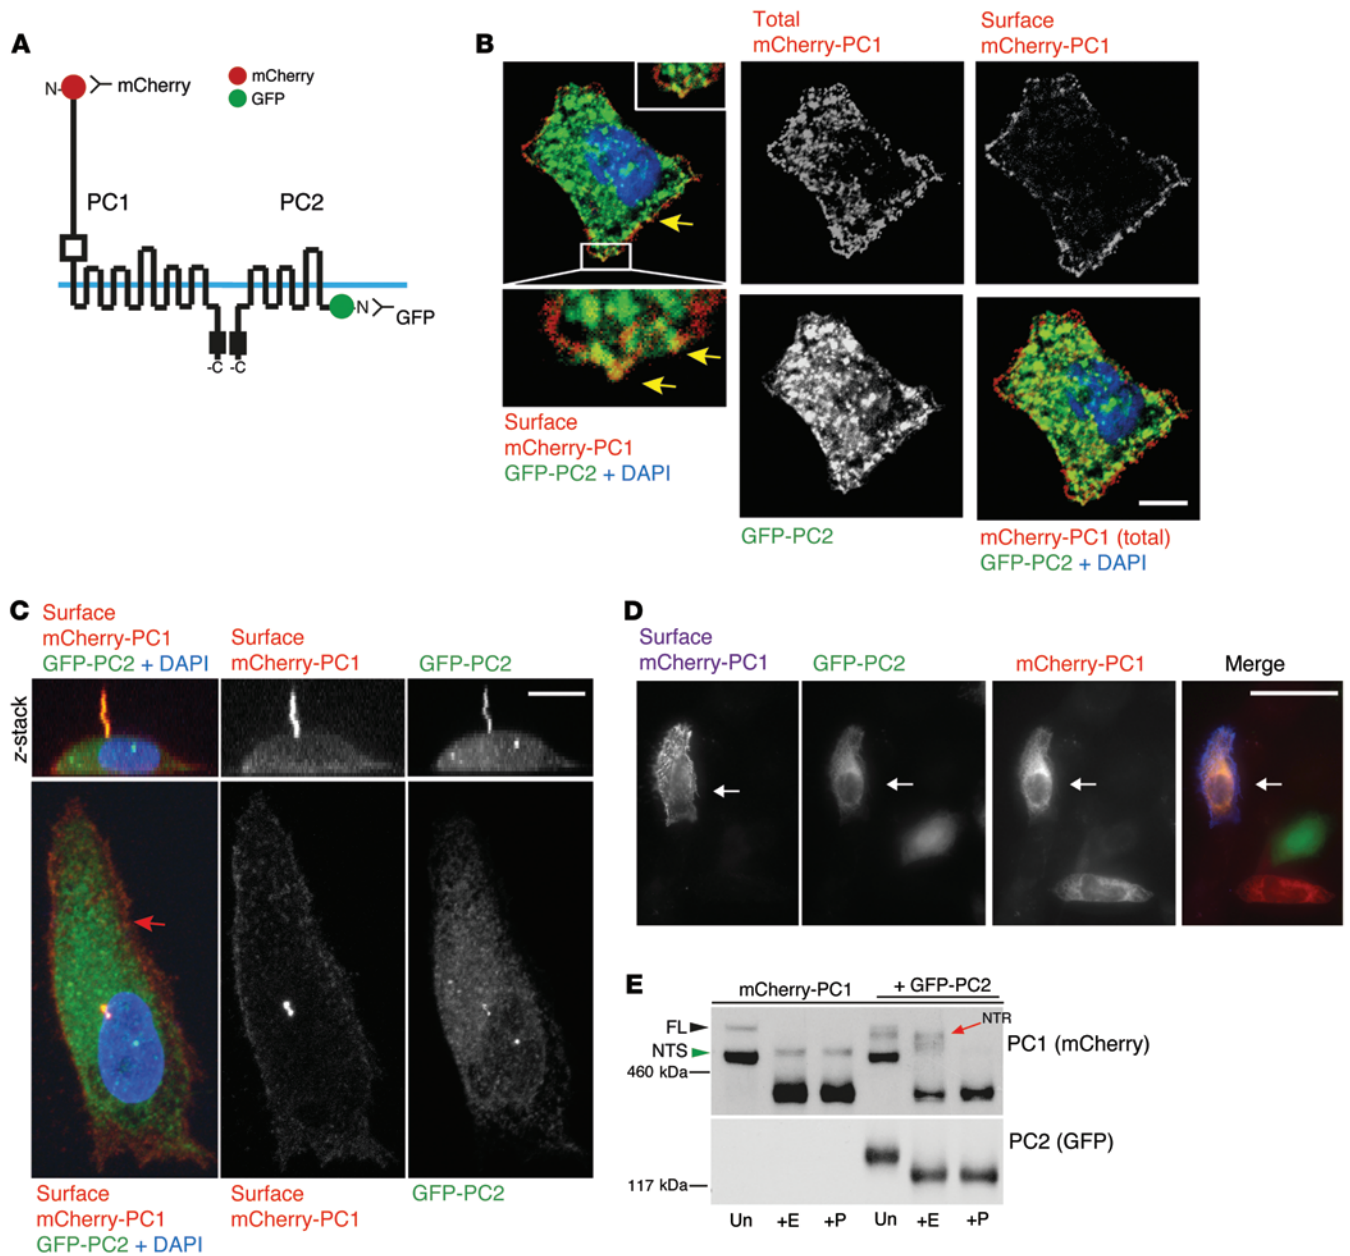 A
N-
mCherry
mCherry
GFP
PC1
PC2
-N
GFP
-C
-C
B
Total
mCherry-PC1
Surface
mCherry-PC1
Surface
mCherry-PC1
GFP-PC2 + DAPI
GFP-PC2
mCherry-PC1 (total)
GFP-PC2 + DAPI
C
Surface
mCherry-PC1
GFP-PC2 + DAPI
Surface
mCherry-PC1
GFP-PC2
z-stack
Surface
mCherry-PC1
GFP-PC2 + DAPI
Surface
mCherry-PC1
GFP-PC2
D
Surface
mCherry-PC1
GFP-PC2
mCherry-PC1
Merge
E
mCherry-PC1
+ GFP-PC2
FL
NTS
460 kDa
NTR
PC1 (mCherry)
PC2 (GFP)
117 kDa
Un +E +P Un +E +P